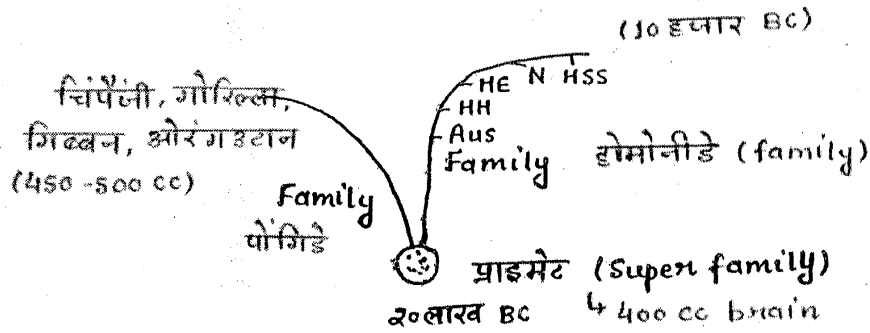 (10 हजार BC)
चिंपैंजी, गोरिल्ला,
गिब्बन, ओरंगउटान
(450-500 cc)
Family
पोंगिडे
HE N HSS
HH
Aus
Family होमोनीडे (family)
प्राइमेट (Super family)
२०लाख BC ↳ 400 cc brain